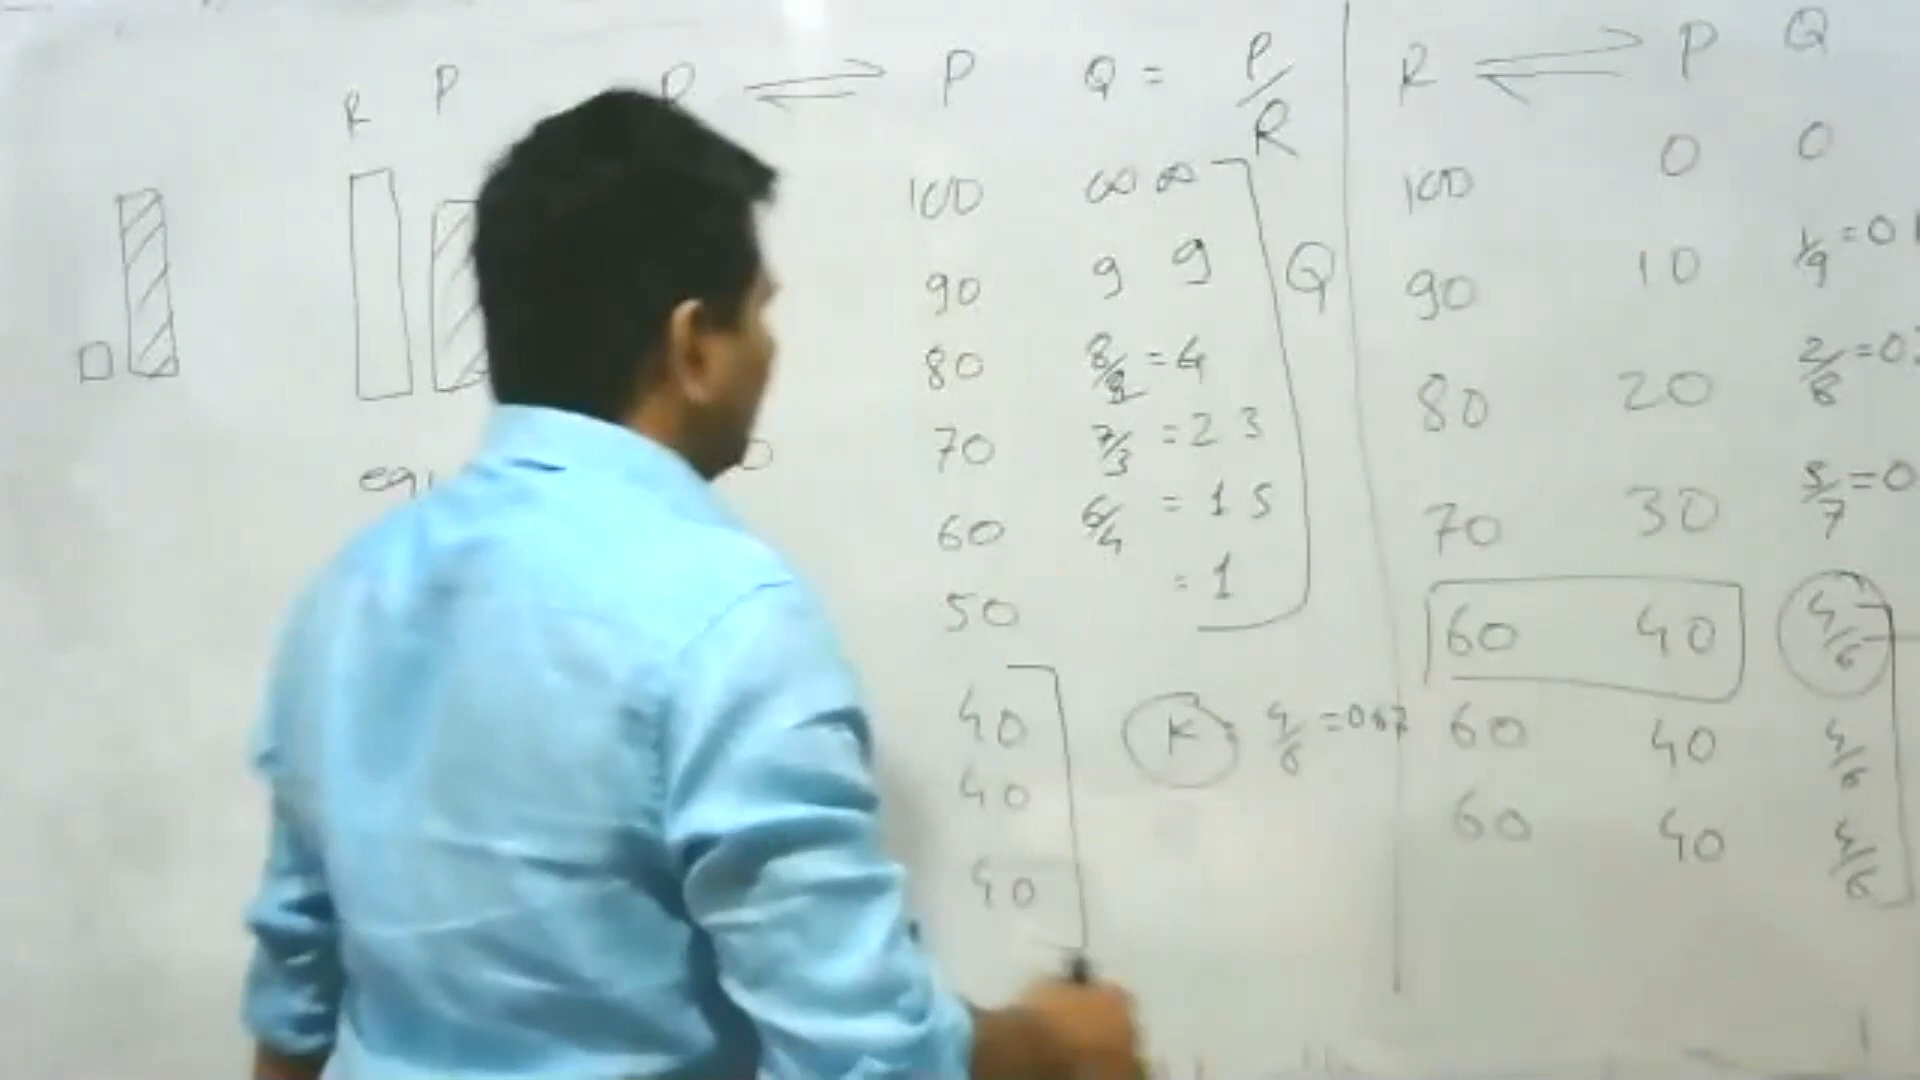 R P
equ
P Q = P/R
100 ∞ ∞
90 9 9
80 8/2 = 4
70 7/3 = 2 3
60 6/4 = 1 5
50 = 1
Q
40 K 4/6 = 0 67
40
40
R ⇌ P Q
100 0 0
90 10 1/9 = 0 1
80 20 2/8 = 0
70 30 3/7 = 0
60 40 4/6
60 40 4/6
60 40 4/6